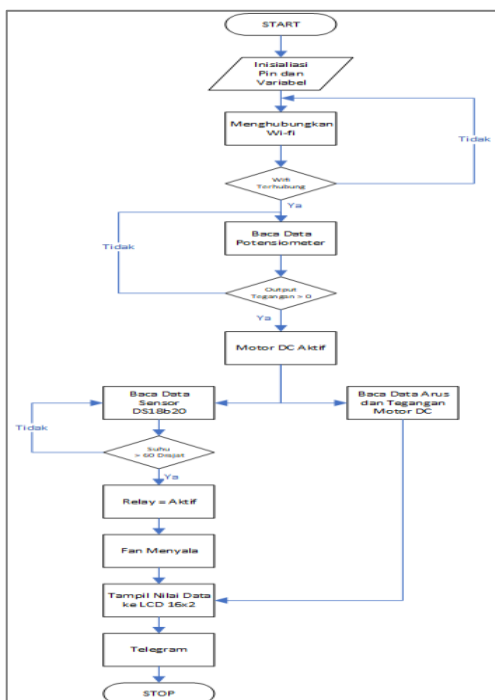 START
Inisialiasi
Pin dan
Variabel
Menghubungkan
Wi-fi
Tidak
Wifi
Terhubung
Ya
Baca Data
Potensiometer
Tidak
Output
Tegangan > 0
Ya
Motor DC Aktif
Baca Data
Sensor
DS18b20
Baca Data Arus
dan Tegangan
Motor DC
Tidak
Suhu
> 60 Drajat
Ya
Relay = Aktif
Fan Menyala
Tampil Nilai Data
ke LCD 16x2
Telegram
STOP